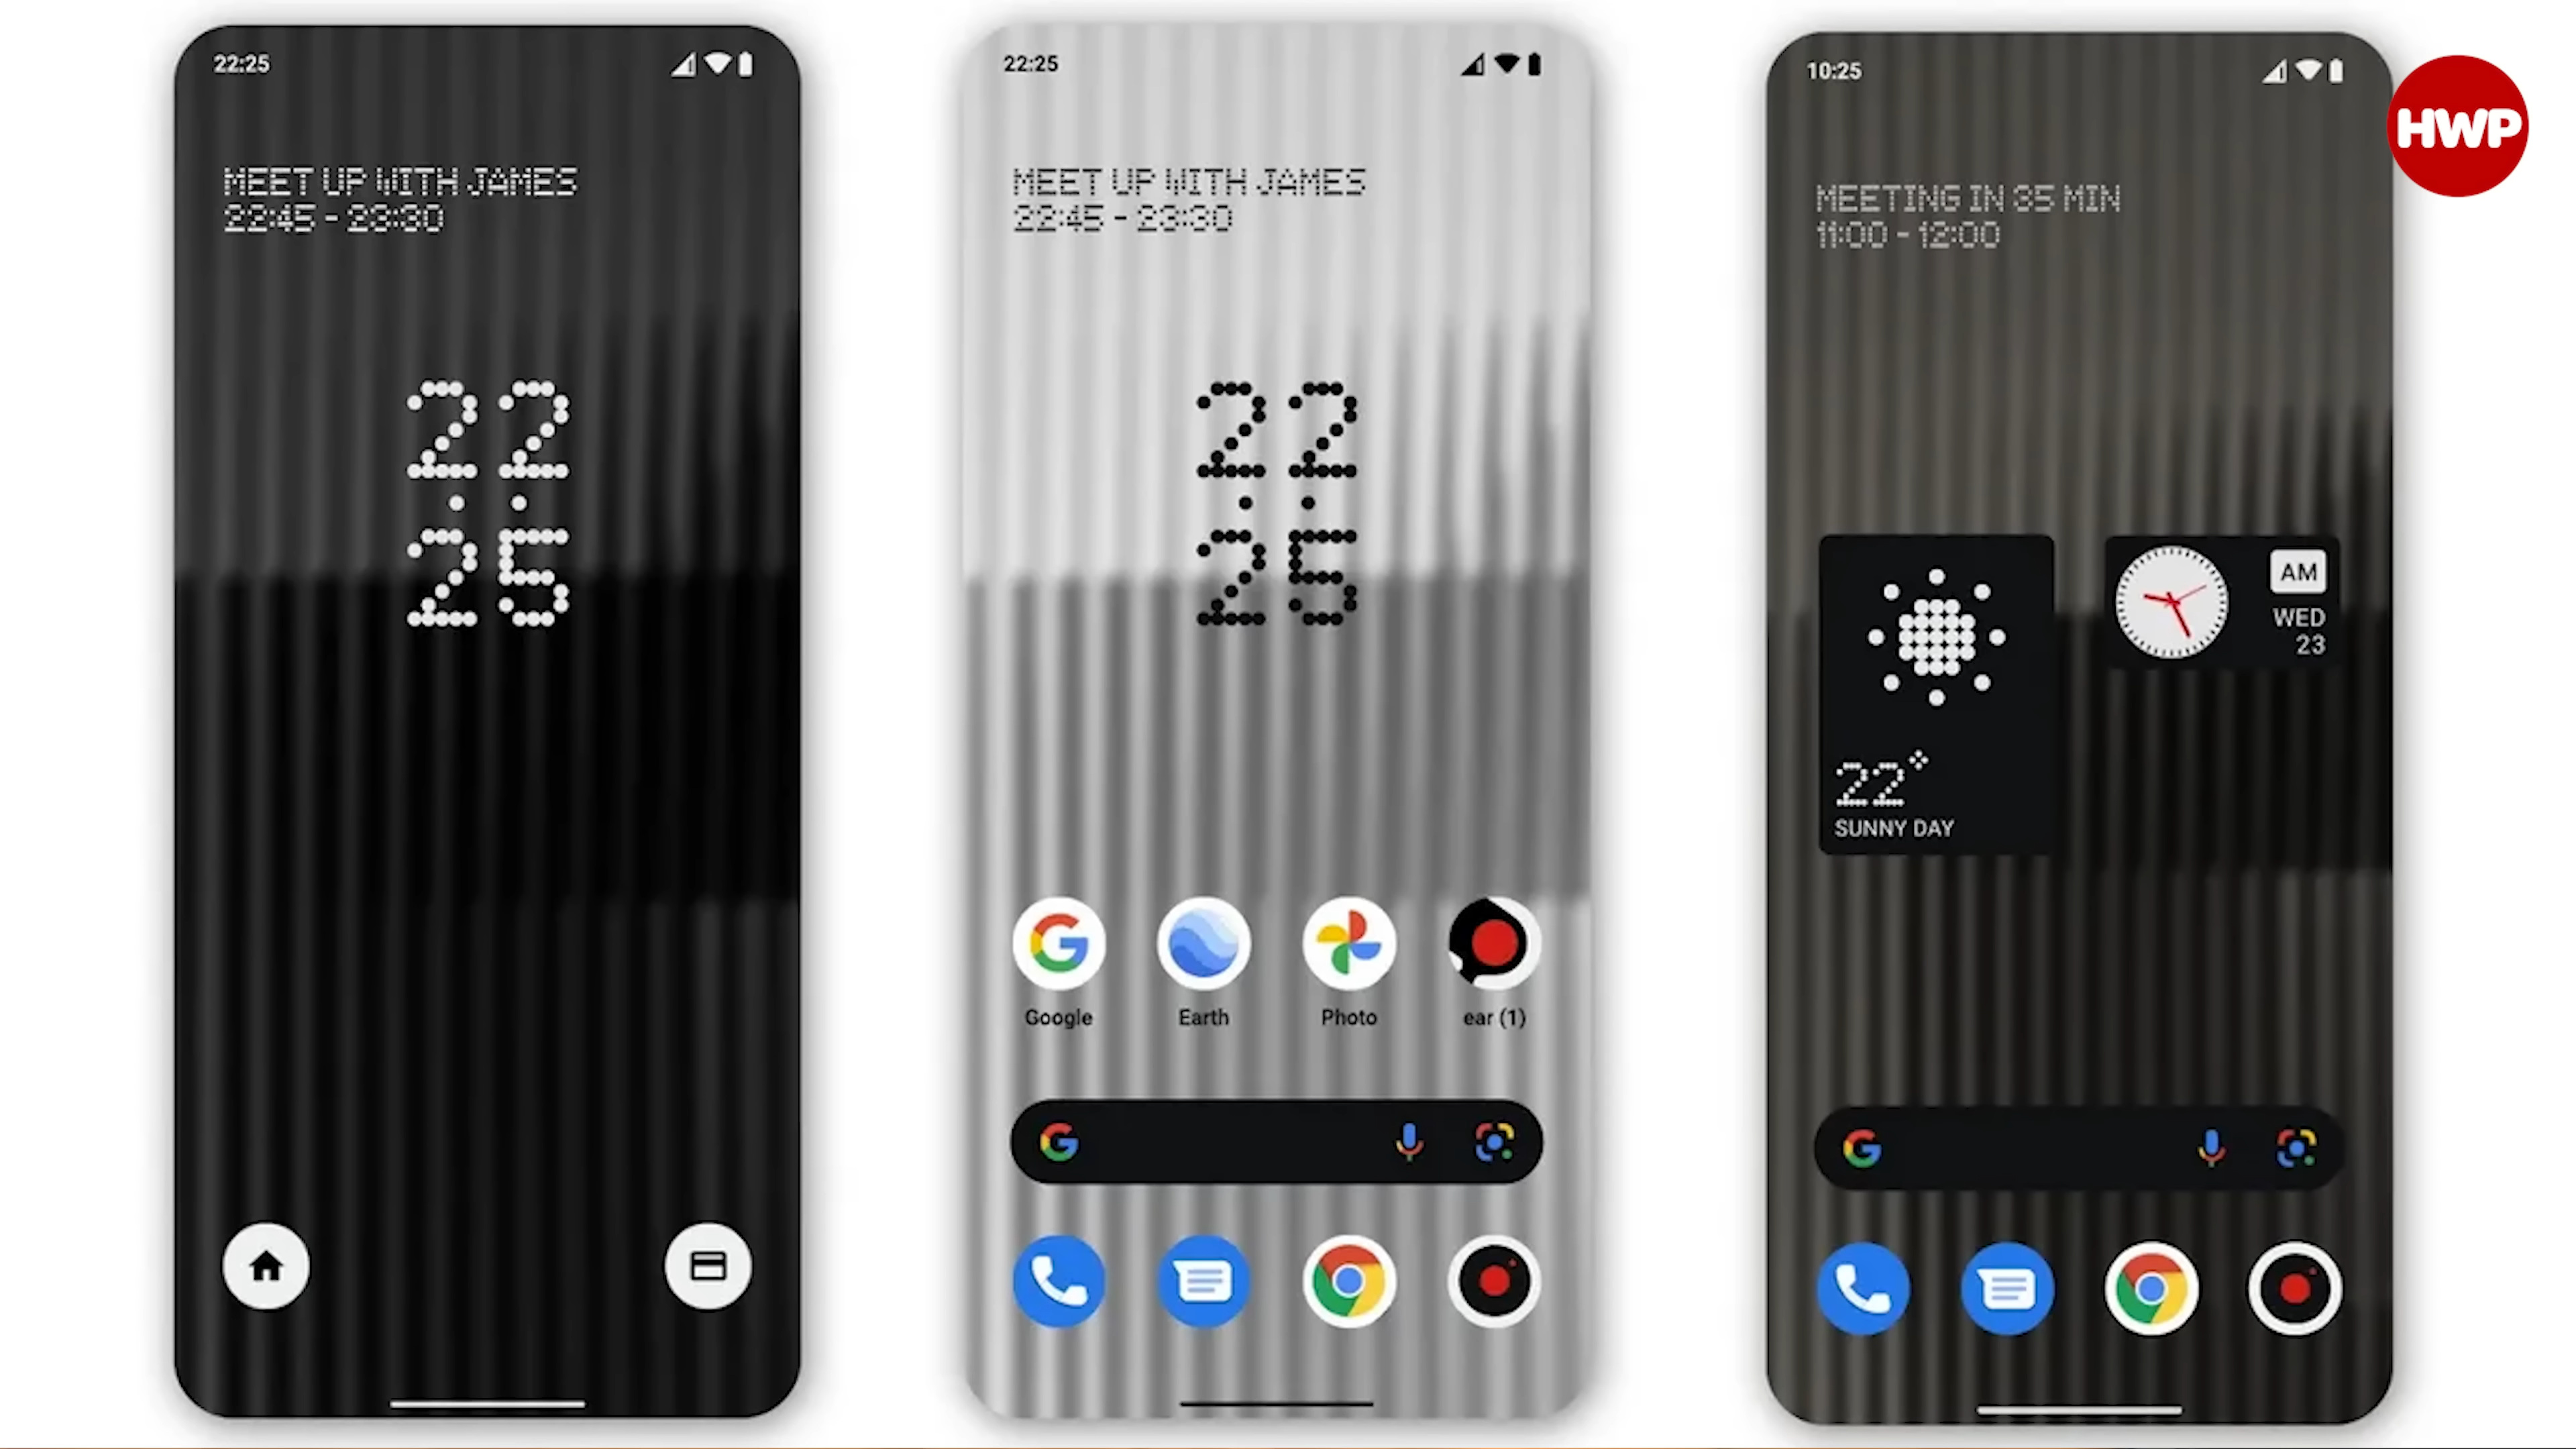 22:25
MEET UP WITH JAMES
22:45 - 23:30
22
:
25
22:25
MEET UP WITH JAMES
22:45 - 23:30
22
:
25
Google
Earth
Photo
ear (1)
10:25
MEETING IN 35 MIN
11:00 - 12:00
AM
WED
23
22°
SUNNY DAY
HWP